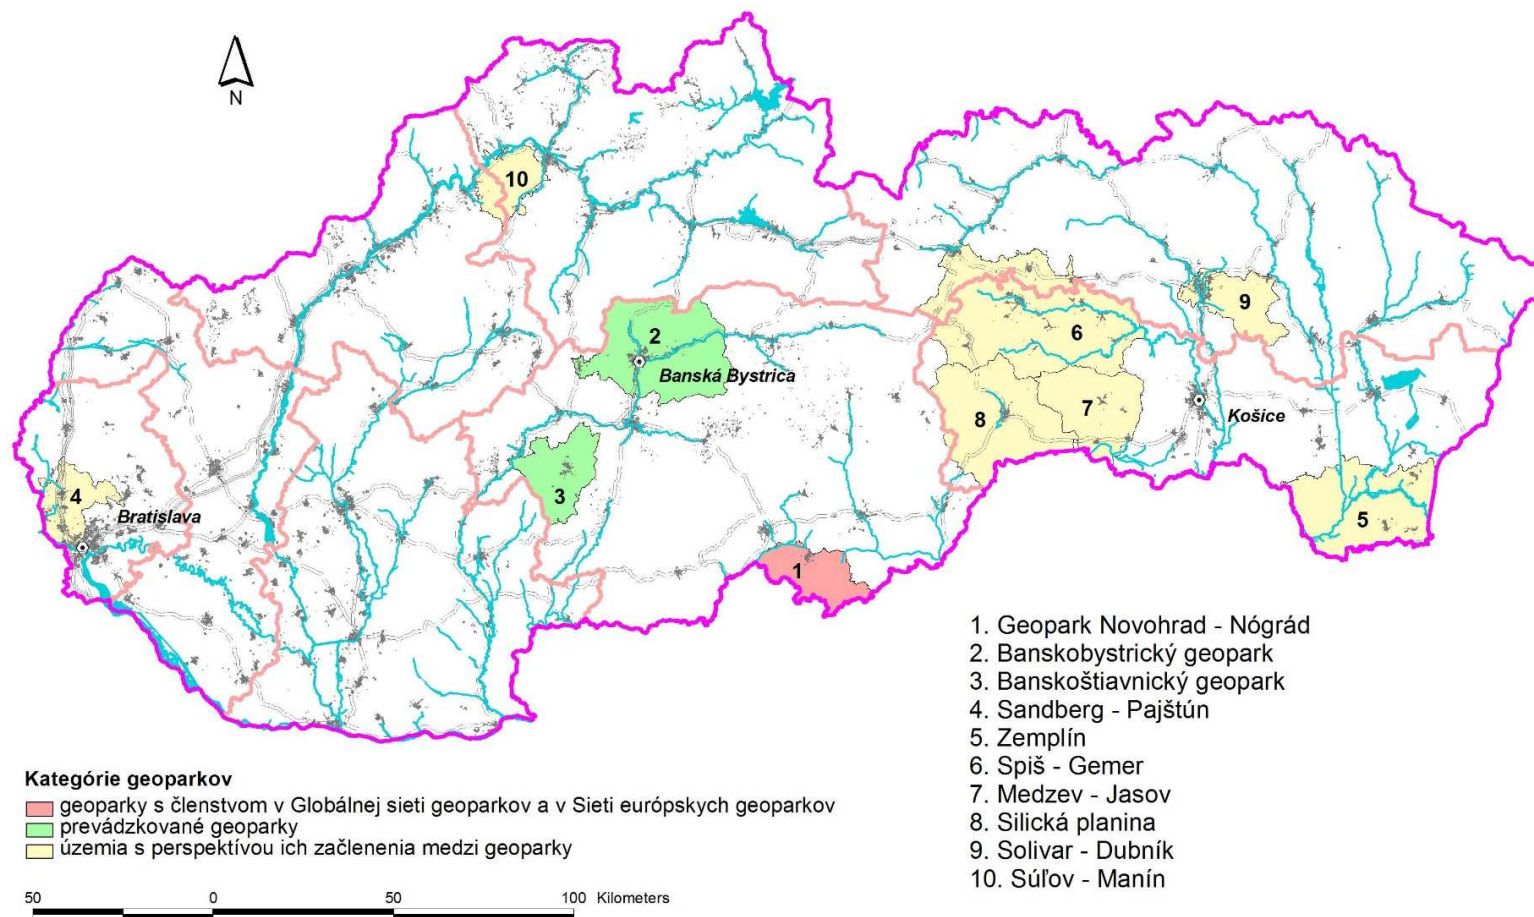 N
10
2
Banská Bystrica
9
6
8
7
Košice
3
4
Bratislava
5
1
1. Geopark Novohrad - Nógrád
2. Banskobystrický geopark
3. Banskoštiavnický geopark
4. Sandberg - Pajštún
5. Zemplín
6. Spiš - Gemer
7. Medzev - Jasov
8. Silická planina
9. Solivar - Dubník
10. Súľov - Manín
Kategórie geoparkov
geoparky s členstvom v Globálnej sieti geoparkov a v Sieti európskych geoparkov
prevádzkované geoparky
územia s perspektívou ich začlenenia medzi geoparky
50 0 50 100 Kilometers